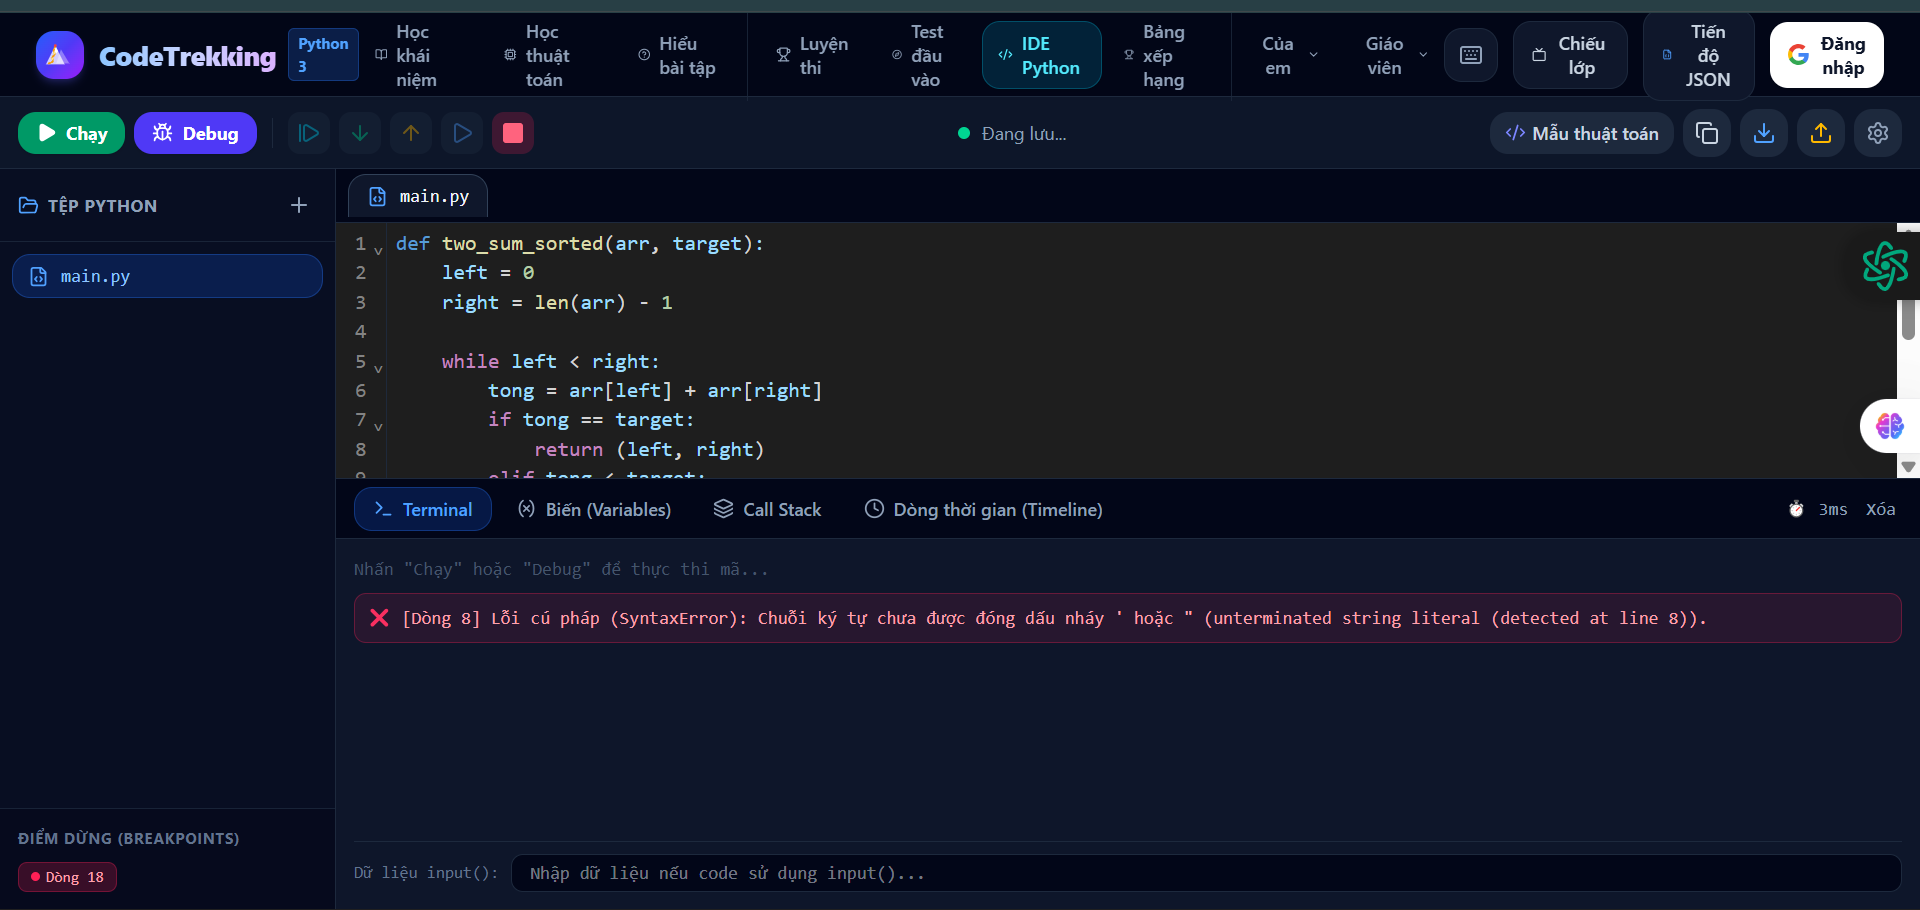 CodeTrekking
Python 3
Học khái niệm
Học thuật toán
Hiểu bài tập
Luyện thi
Test đầu vào
IDE Python
Bảng xếp hạng
Của em
Giáo viên
Chiếu lớp
Tiến độ JSON
Đăng nhập
Chạy
Debug
Đang lưu...
Mẫu thuật toán
TỆP PYTHON
main.py
main.py
1 def two_sum_sorted(arr, target):
2 left = 0
3 right = len(arr) - 1
4
5 while left < right:
6 tong = arr[left] + arr[right]
7 if tong == target:
8 return (left, right)
9 elif tong < target:
Terminal
Biến (Variables)
Call Stack
Dòng thời gian (Timeline)
3ms
Xóa
Nhấn "Chạy" hoặc "Debug" để thực thi mã...
[Dòng 8] Lỗi cú pháp (SyntaxError): Chuỗi ký tự chưa được đóng dấu nháy ' hoặc " (unterminated string literal (detected at line 8)).
ĐIỂM DỪNG (BREAKPOINTS)
Dòng 18
Dữ liệu input():
Nhập dữ liệu nếu code sử dụng input()...